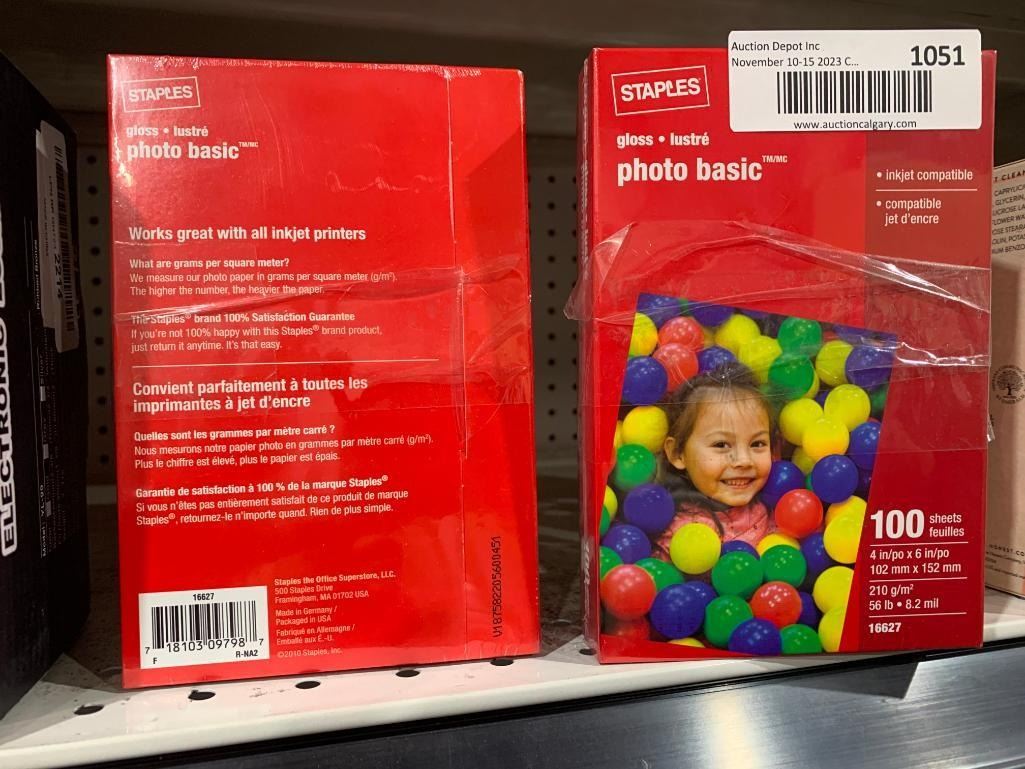 STAPLES
gloss • lustré
photo basic™/MC
Works great with all inkjet printers
What are grams per square meter?
We measure our photo paper in grams per square meter (g/m²).
The higher the number, the heavier the paper.
The Staples® brand 100% Satisfaction Guarantee
If you're not 100% happy with this Staples® brand product,
just return it anytime. It's that easy.
Convient parfaitement à toutes les
imprimantes à jet d'encre
Quelles sont les grammes par mètre carré ?
Nous mesurons notre papier photo en grammes par mètre carré (g/m²).
Plus le chiffre est élevé, plus le papier est épais.
Garantie de satisfaction à 100 % de la marque Staples®
Si vous n'êtes pas entièrement satisfait de ce produit de marque
Staples®, retournez-le n'importe quand. Rien de plus simple.
16627
7 18103 09798 7
F R-NA2
Staples the Office Superstore, LLC.
500 Staples Drive
Framingham, MA 01702 USA
Made in Germany /
Packaged in USA
Fabriqué en Allemagne /
Emballé aux É.-U.
©2010 Staples, Inc.
V187582205600451
Auction Depot Inc
November 10-15 2023 C...
1051
www.auctioncalgary.com
STAPLES
gloss • lustré
photo basic™/MC
• inkjet compatible
• compatible
jet d'encre
100 sheets
feuilles
4 in/po x 6 in/po
102 mm x 152 mm
210 g/m²
56 lb • 8.2 mil
16627
ELECTRONIC
2214